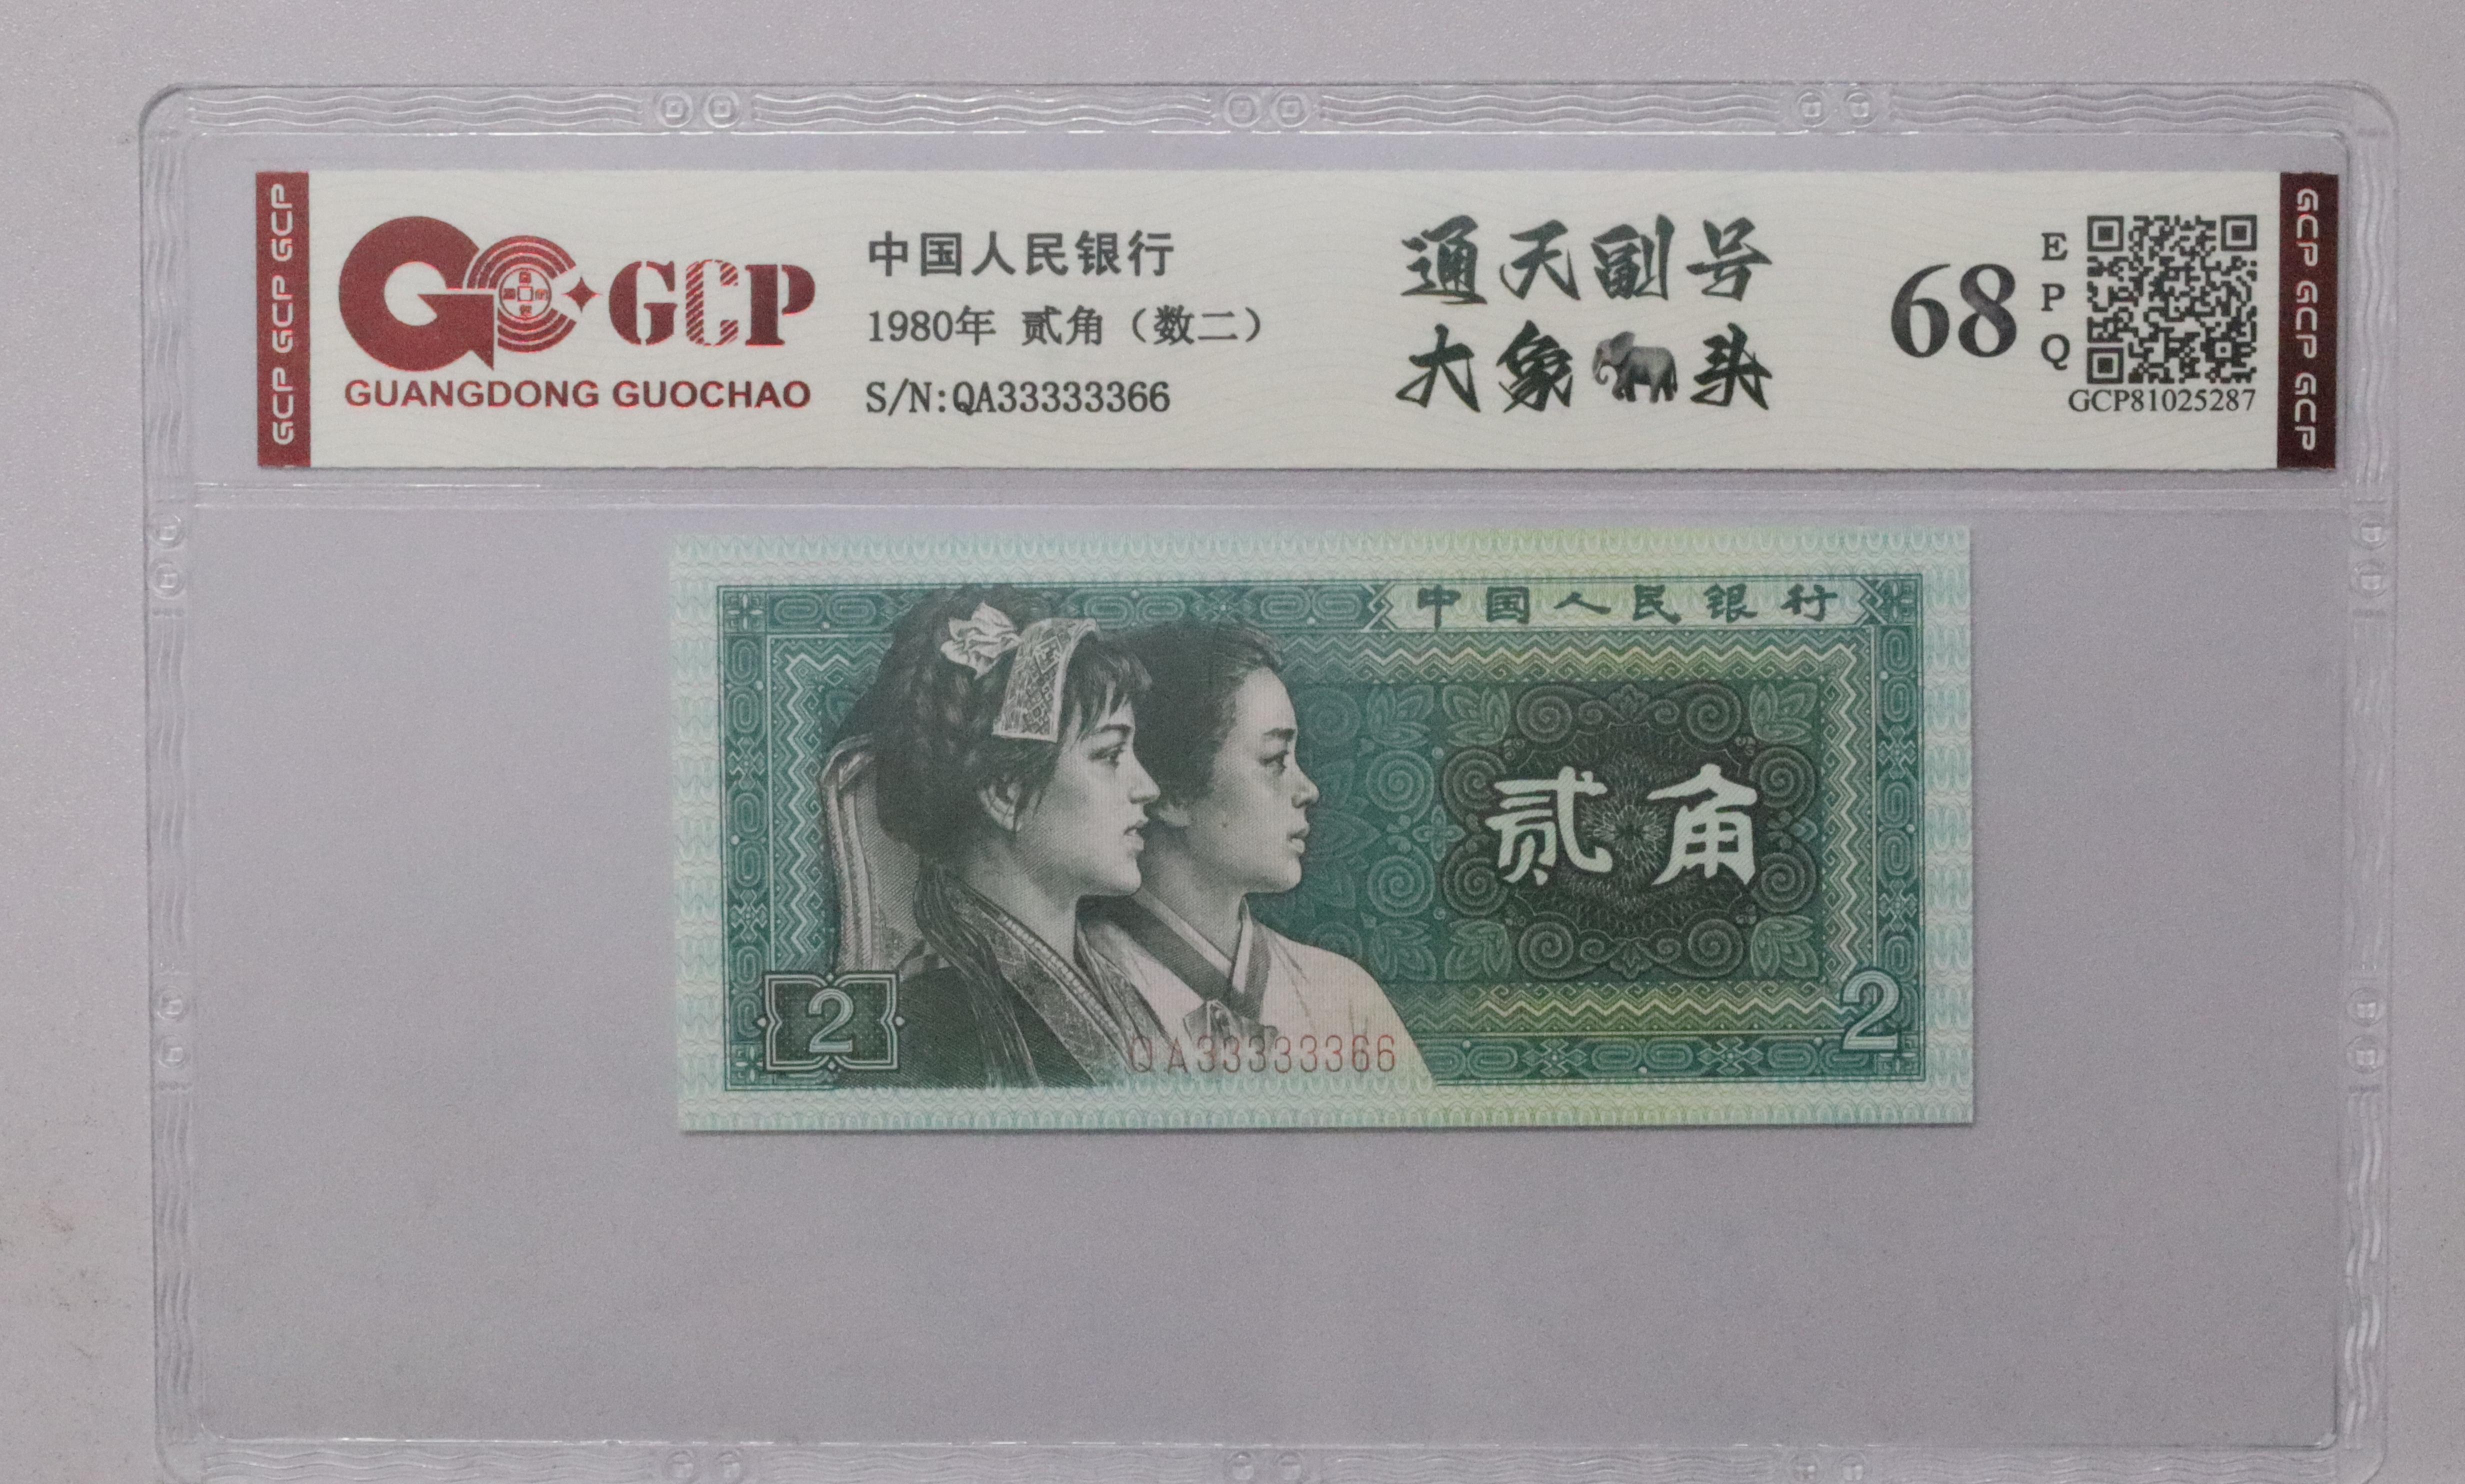 GCP GCP GCP
GCP
GUANGDONG GUOCHAO
中国人民银行
1980年 贰角（数二）
S/N:QA33333366
通天副号
大象🐘头
68
E
P
Q
GCP81025287
GCP GCP GCP
中国人民银行
贰角
2
2
QA33333366